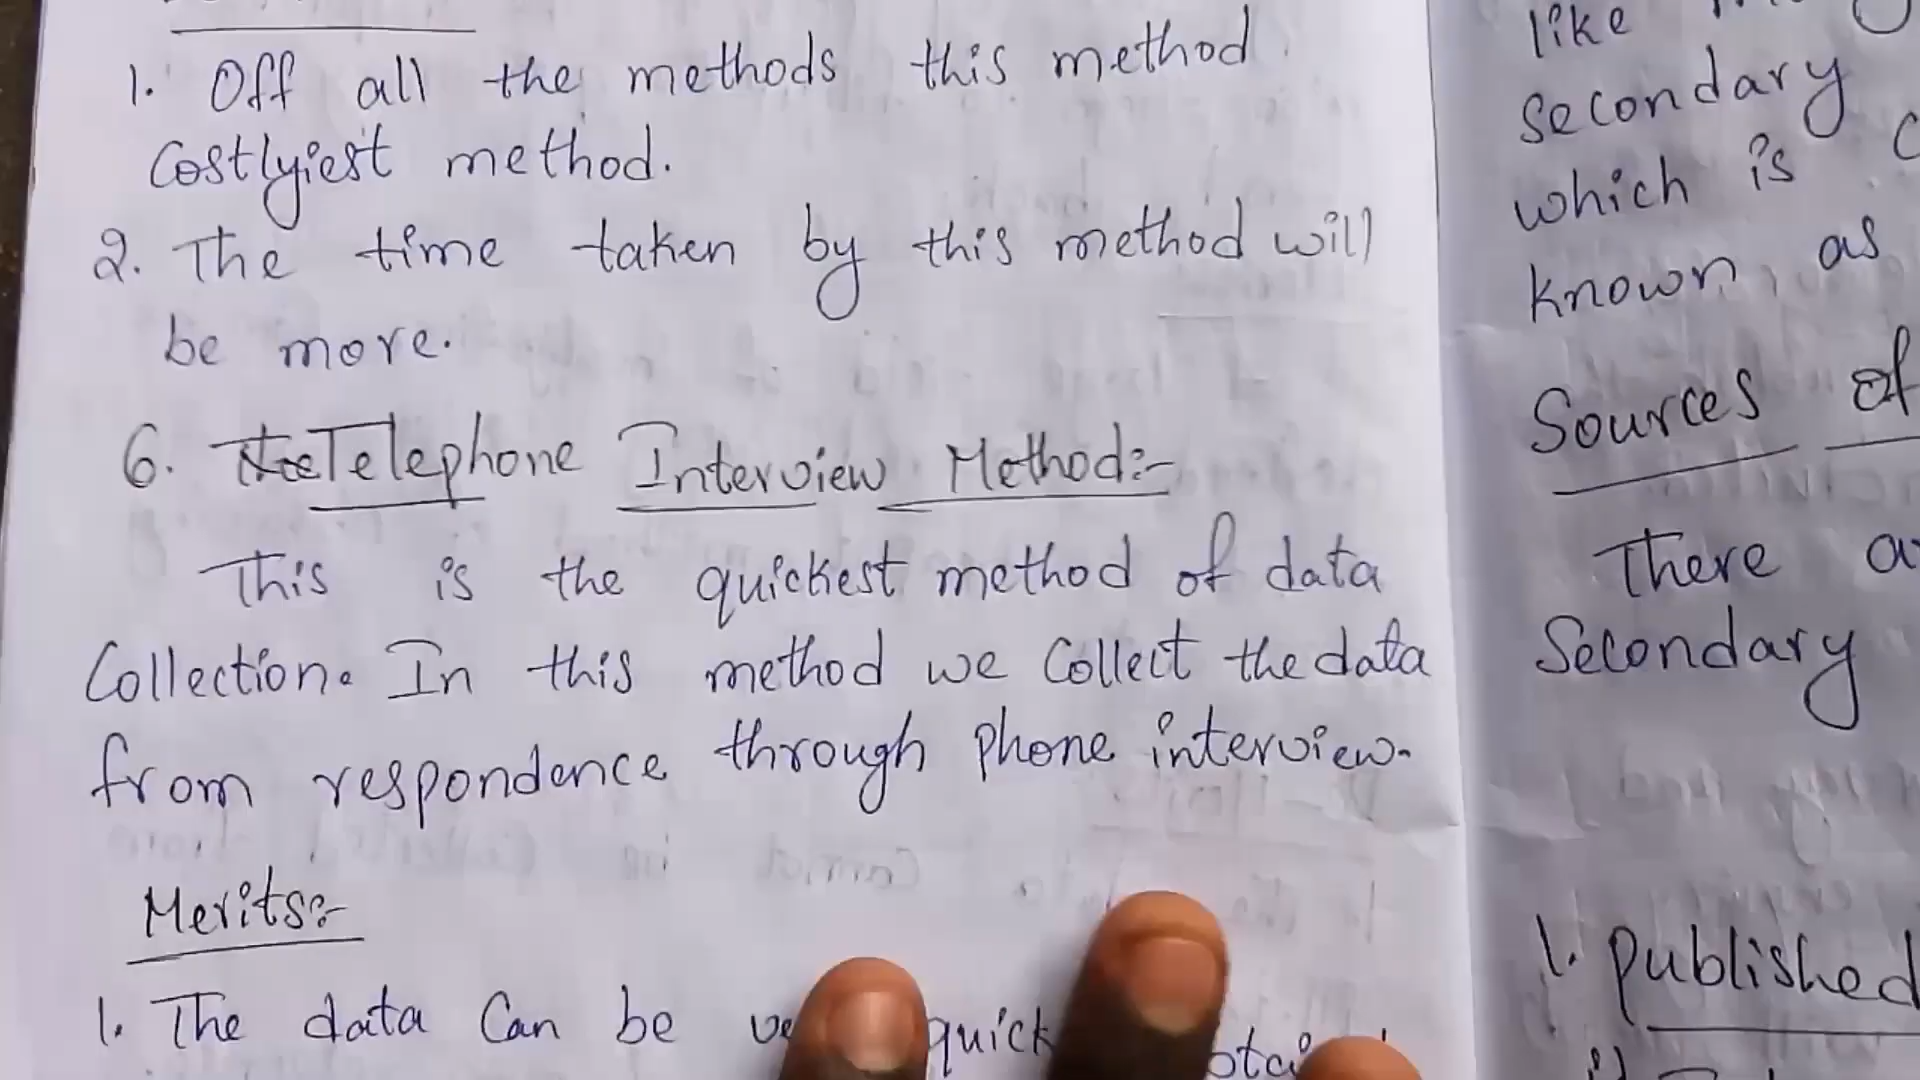 1. Off all the methods this method
Costlyiest method.
2. The time taken by this method will
be more.
6. Telephone Interview Method:-
This is the quickest method of data
Collection. In this method we Collect the data
from respondence through phone interview.
Merits:-
1. The data Can be quick
like
Secondary
which is
known as
Sources of
There
Secondary
1. Published